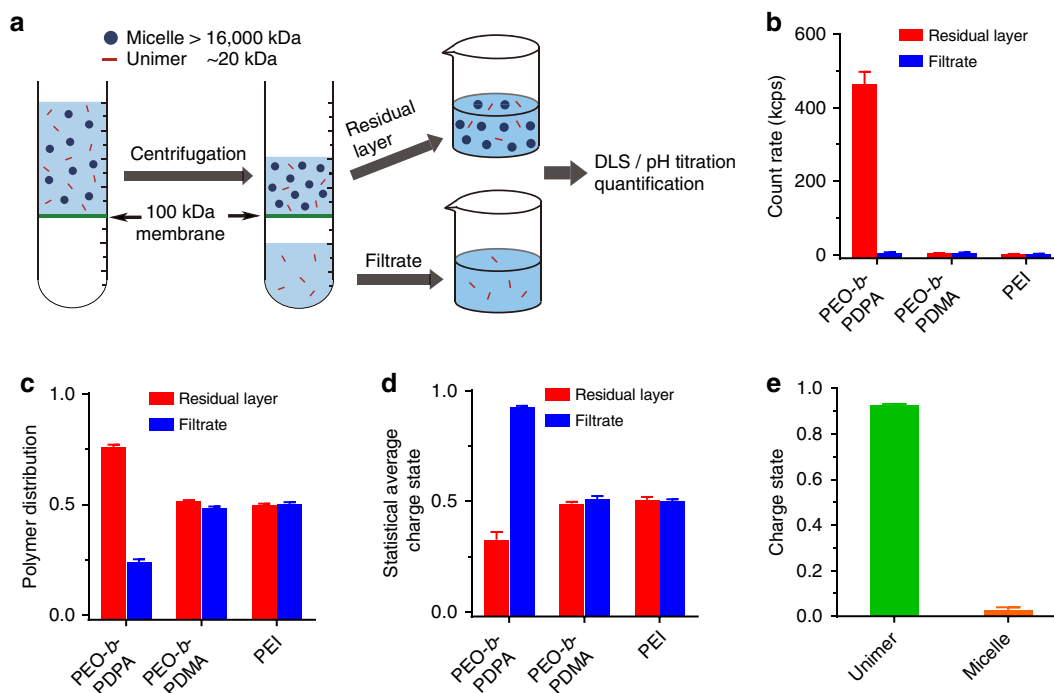 a
Micelle > 16,000 kDa
Unimer ~20 kDa
Centrifugation
100 kDa
membrane
Residual
layer
Filtrate
DLS / pH titration
quantification
b
Count rate (kcps)
600
400
200
0
Residual layer
Filtrate
PEO-b-
PDPA
PEO-b-
PDMA
PEI
c
Polymer distribution
1.0
0.5
0.0
Residual layer
Filtrate
PEO-b-
PDPA
PEO-b-
PDMA
PEI
d
Statistical average
charge state
1.0
0.5
0.0
Residual layer
Filtrate
PEO-b-
PDPA
PEO-b-
PDMA
PEI
e
Charge state
1.0
0.8
0.6
0.4
0.2
0.0
Unimer
Micelle